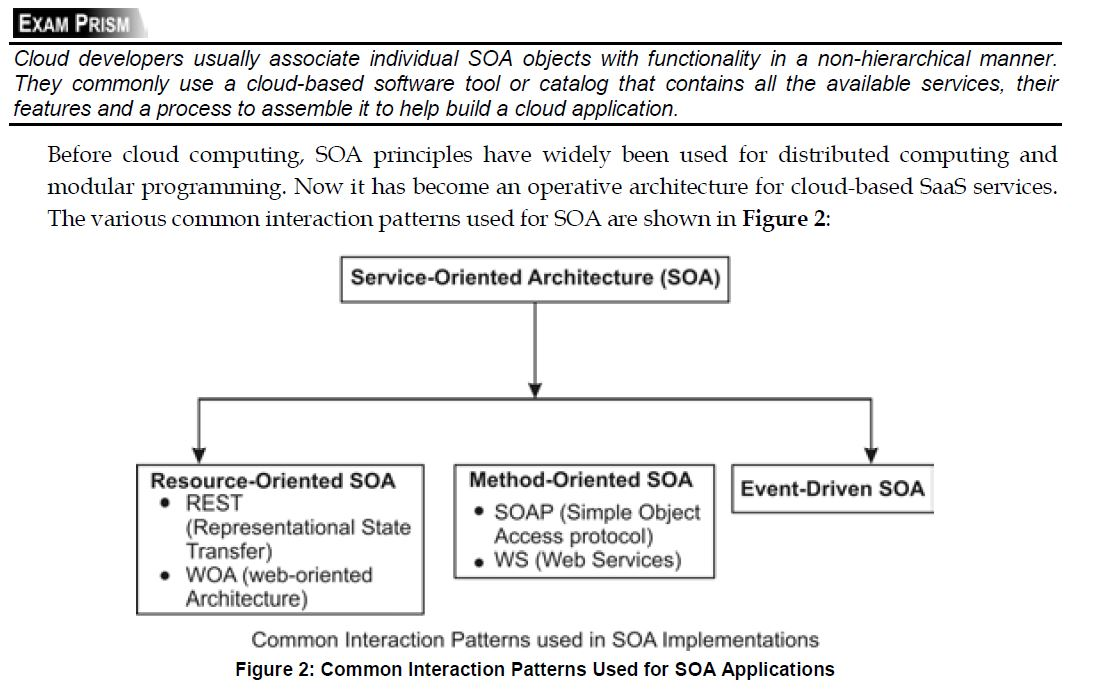 EXAM PRISM
Cloud developers usually associate individual SOA objects with functionality in a non-hierarchical manner.
They commonly use a cloud-based software tool or catalog that contains all the available services, their
features and a process to assemble it to help build a cloud application.
Before cloud computing, SOA principles have widely been used for distributed computing and
modular programming. Now it has become an operative architecture for cloud-based SaaS services.
The various common interaction patterns used for SOA are shown in Figure 2:
Service-Oriented Architecture (SOA)
Resource-Oriented SOA
• REST
(Representational State
Transfer)
• WOA (web-oriented
Architecture)
Method-Oriented SOA
• SOAP (Simple Object
Access protocol)
• WS (Web Services)
Event-Driven SOA
Common Interaction Patterns used in SOA Implementations
Figure 2: Common Interaction Patterns Used for SOA Applications